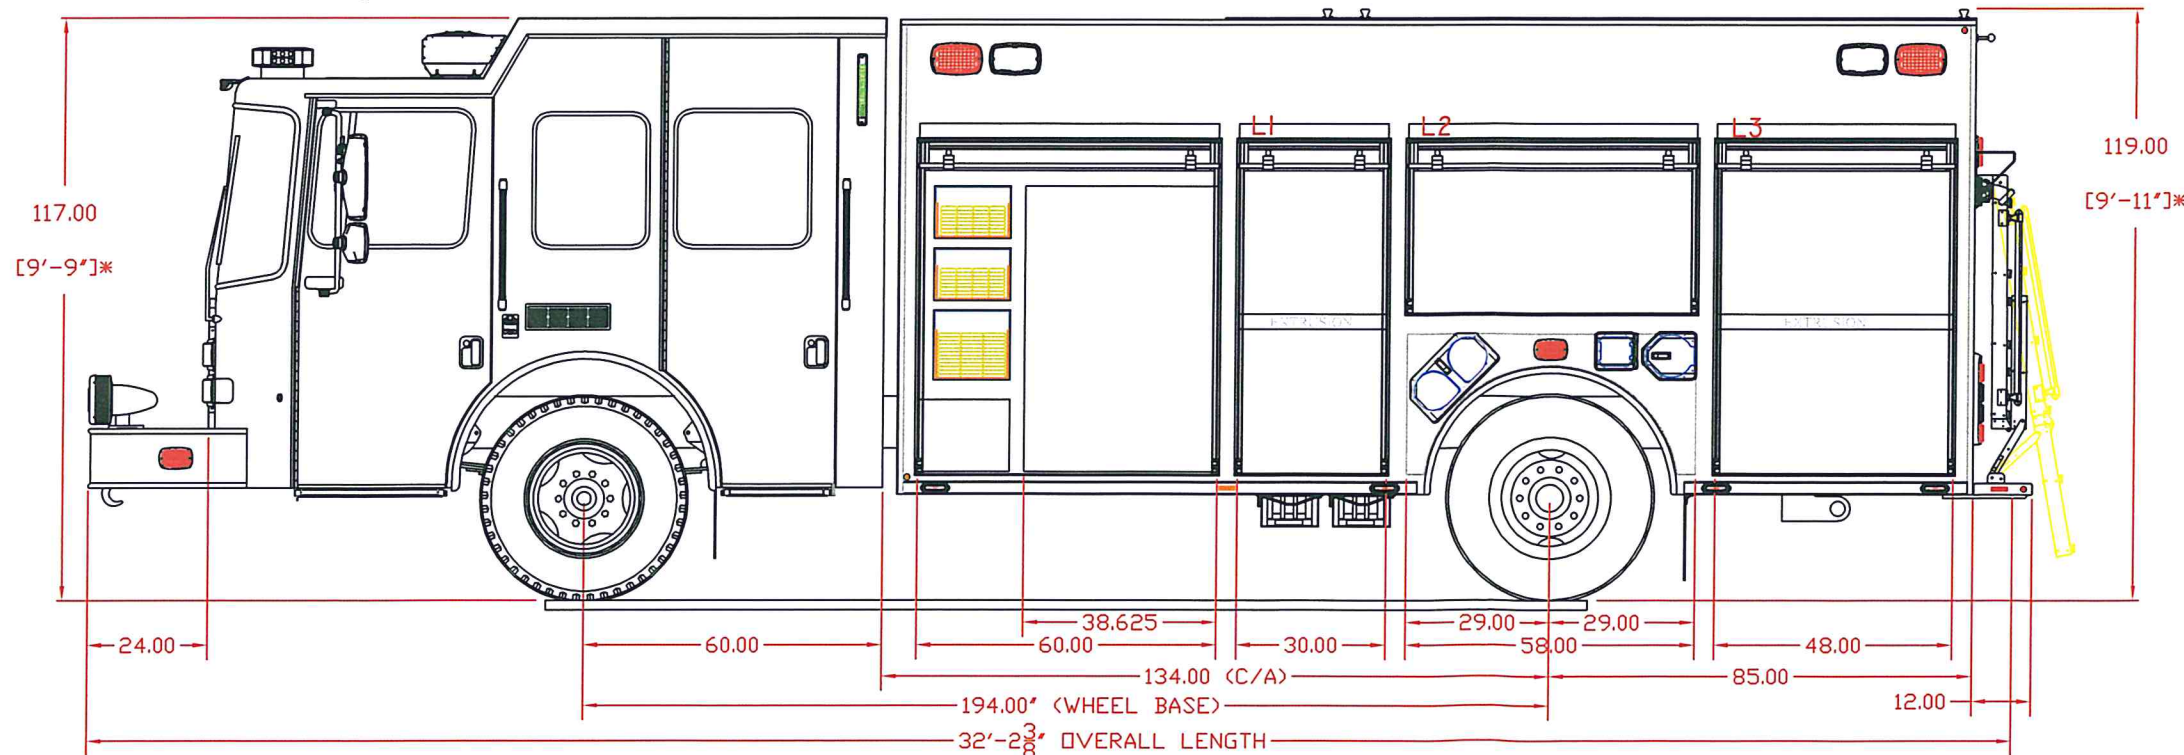 L1
L2
L3
117.00
[9'-9"]*
119.00
[9'-11"]*
EXTRUSION
EXTRUSION
38.625
29.00
29.00
24.00
60.00
60.00
30.00
58.00
48.00
134.00 (C/A)
85.00
194.00" (WHEEL BASE)
12.00
32'-2 3/8" OVERALL LENGTH